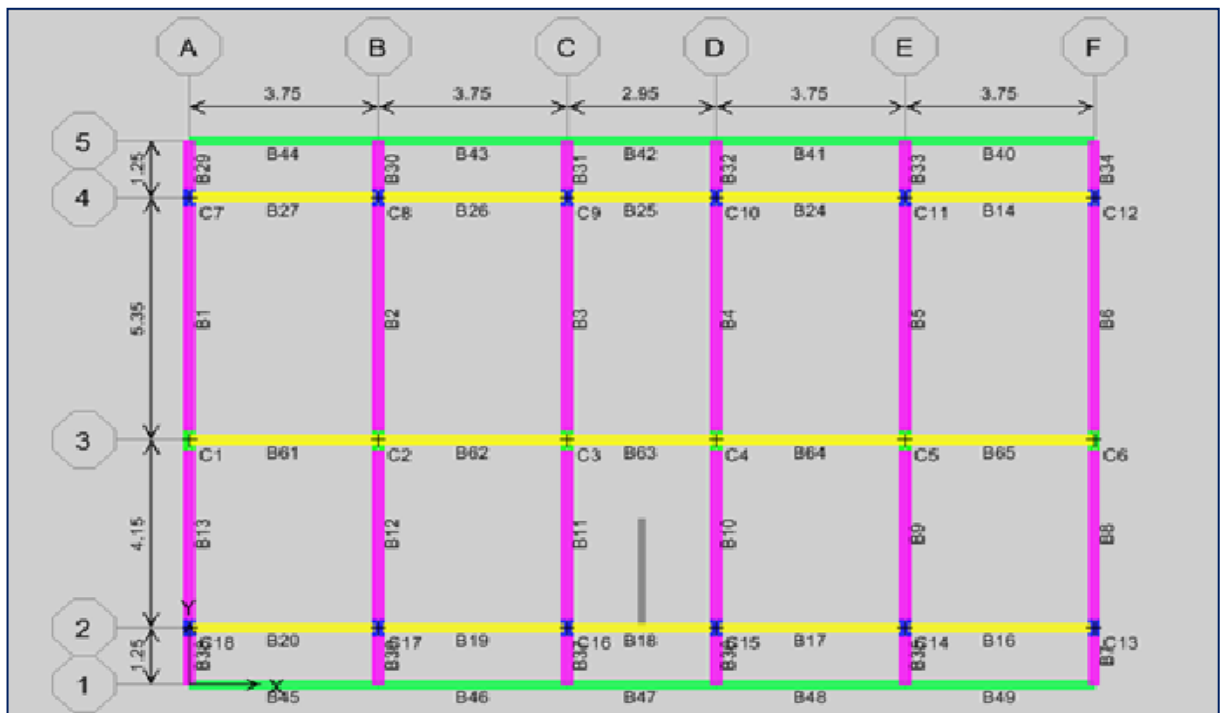 A B C D E F
3.75 3.75 2.95 3.75 3.75
5
1.25 B29 B44 B30 B43 B31 B42 B32 B41 B33 B40 B34
4
C7 B27 C8 B26 C9 B25 C10 B24 C11 B14 C12
5.35 B1 B2 B3 B4 B5 B6
3
C1 B61 C2 B62 C3 B63 C4 B64 C5 B65 C6
4.15 B13 B12 B11 B10 B9 B8
Y
2
B20 B19 C16 B18 B17 B16 C13
1.25
1 X
B45 B46 B47 B48 B49